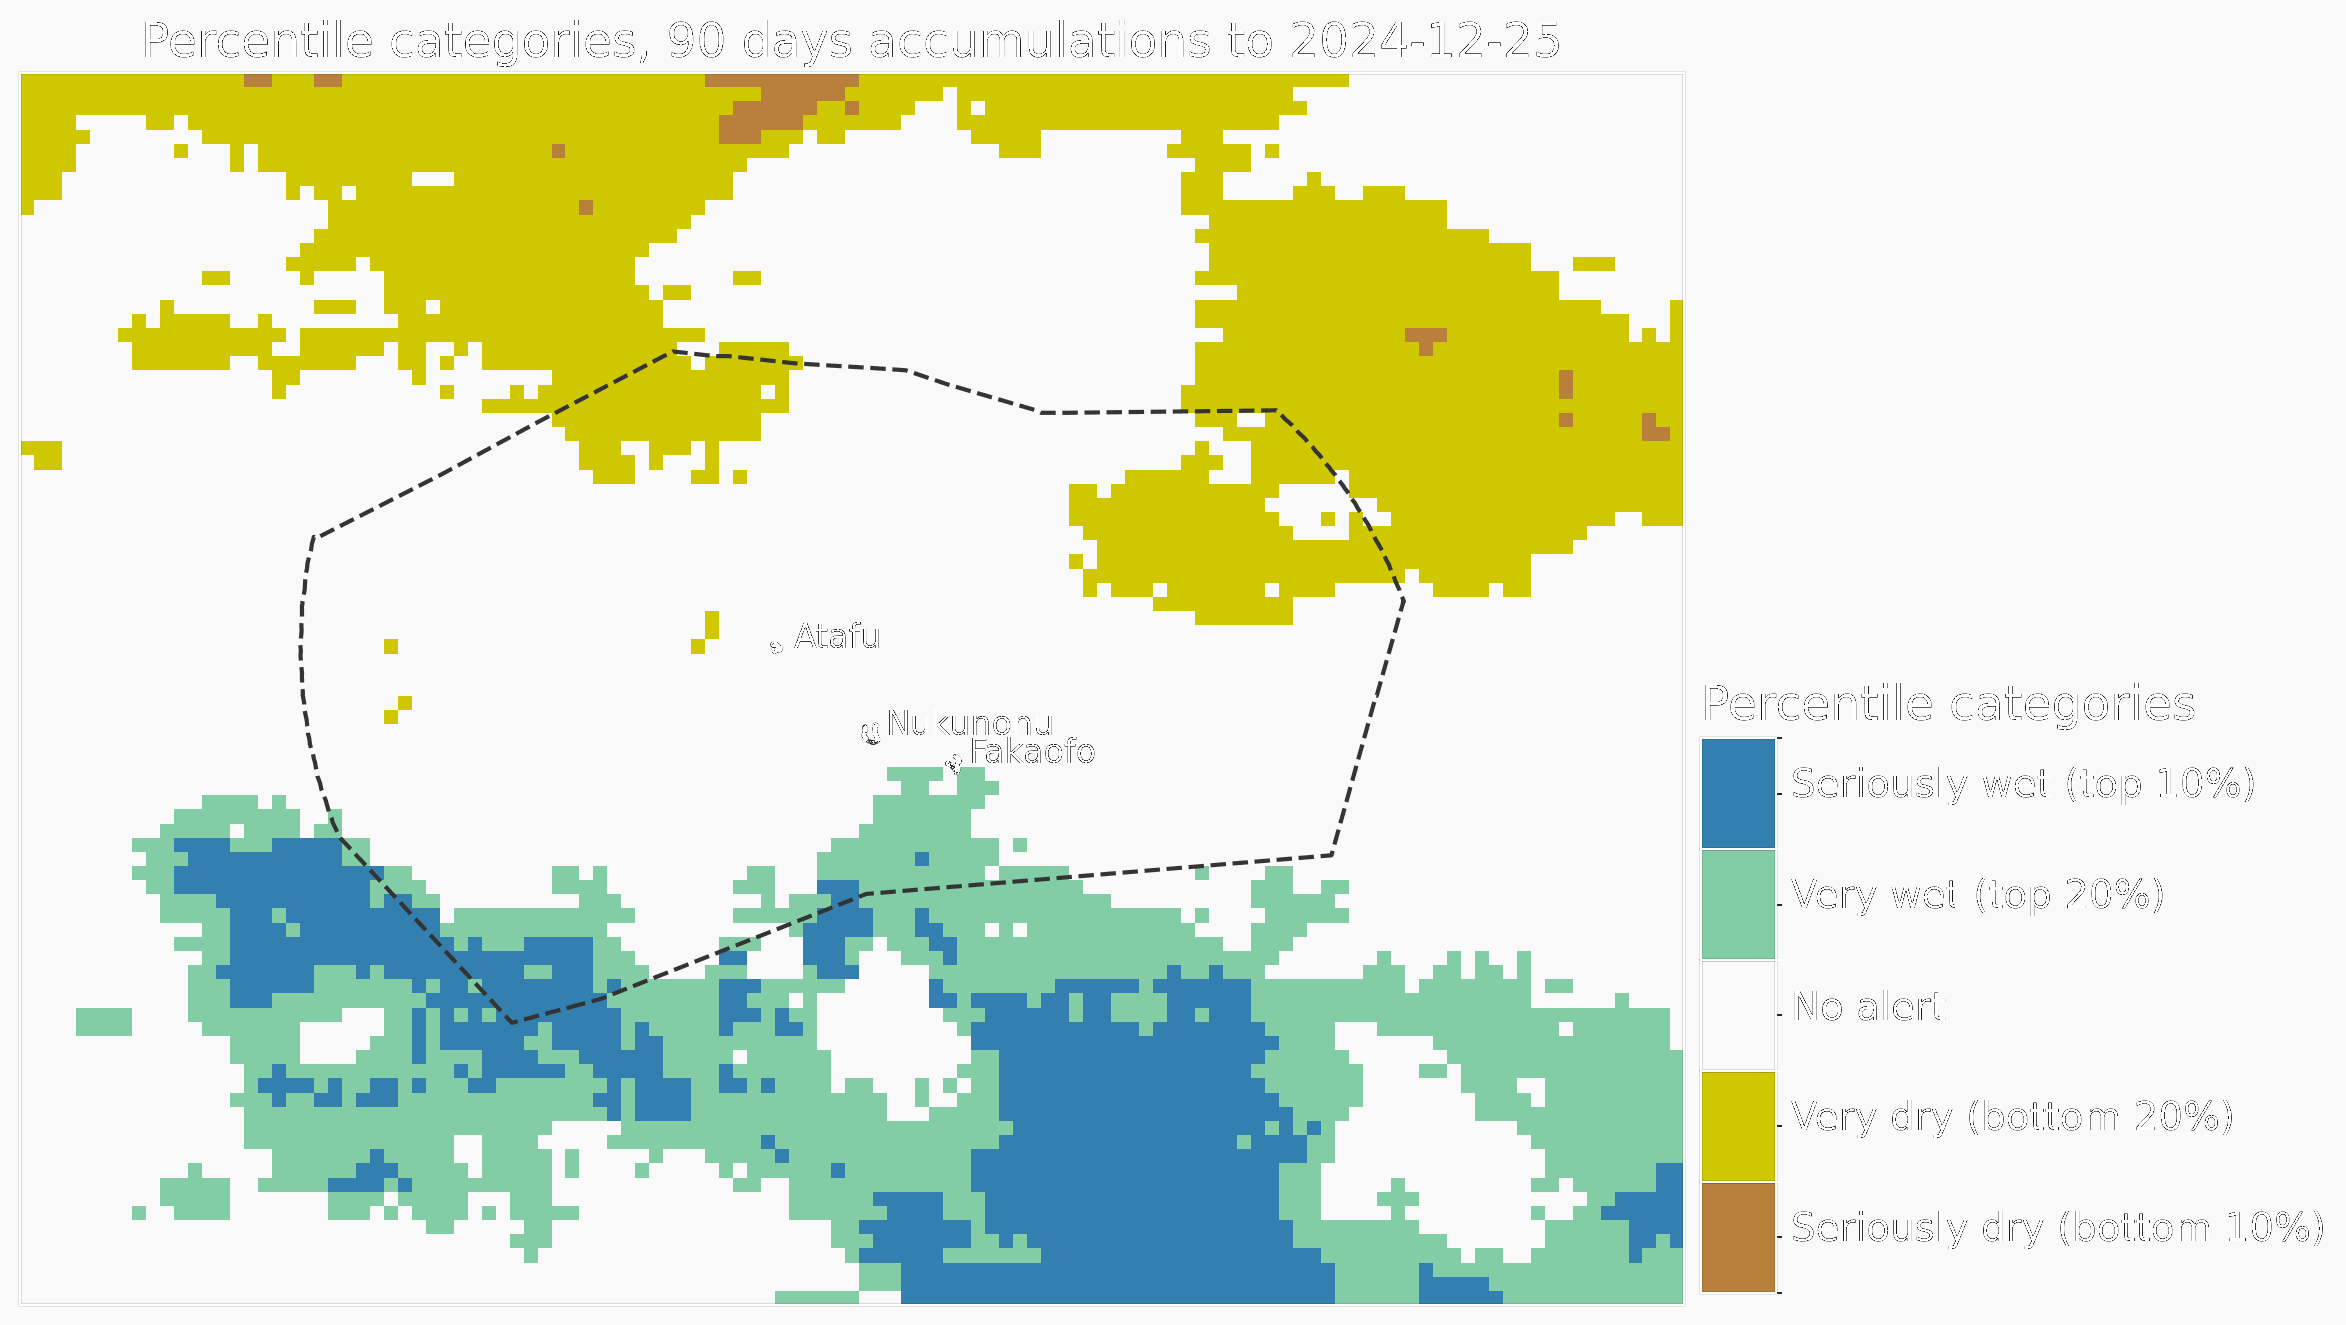 Percentile categories, 90 days accumulations to 2024-12-25
Atafu
Nukunonu
Fakaofo
Percentile categories
Seriously wet (top 10%)
Very wet (top 20%)
No alert
Very dry (bottom 20%)
Seriously dry (bottom 10%)